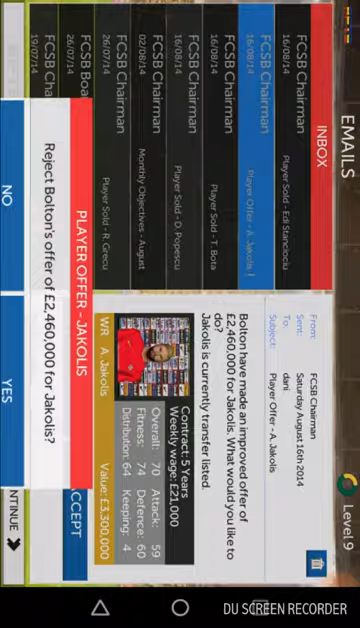 EMAILS
Level 9
INBOX
FCSB Chairman
16/08/14
Player Sold - Edi Stancioiu
FCSB Chairman
16/08/14
Player Offer - A. Jakolis !
FCSB Chairman
16/08/14
Player Sold - T. Bota
FCSB Chairman
16/08/14
Player Sold - D. Popescu
FCSB Chairman
02/08/14
Monthly Objectives - August
FCSB Chairman
26/07/14
Player Sold - R. Grecu
FCSB Boa
26/07/14
FCSB Cha
19/07/14
From: FCSB Chairman
Sent: Saturday August 16th 2014
To: dani
Subject: Player Offer - A. Jakolis
Bolton have made an improved offer of
£2,460,000 for Jakolis. What would you like to
do?
Jakolis is currently transfer listed.
Contract: 5 Years
Weekly wage: £21,000
Overall: 70 Attack: 59
Fitness: 74 Defence: 60
Distribution: 64 Keeping: 4
WR A. Jakolis Value: £3,300,000
CCEPT
NTINUE
PLAYER OFFER - JAKOLIS
Reject Bolton's offer of £2,460,000 for Jakolis?
NO YES
DU SCREEN RECORDER